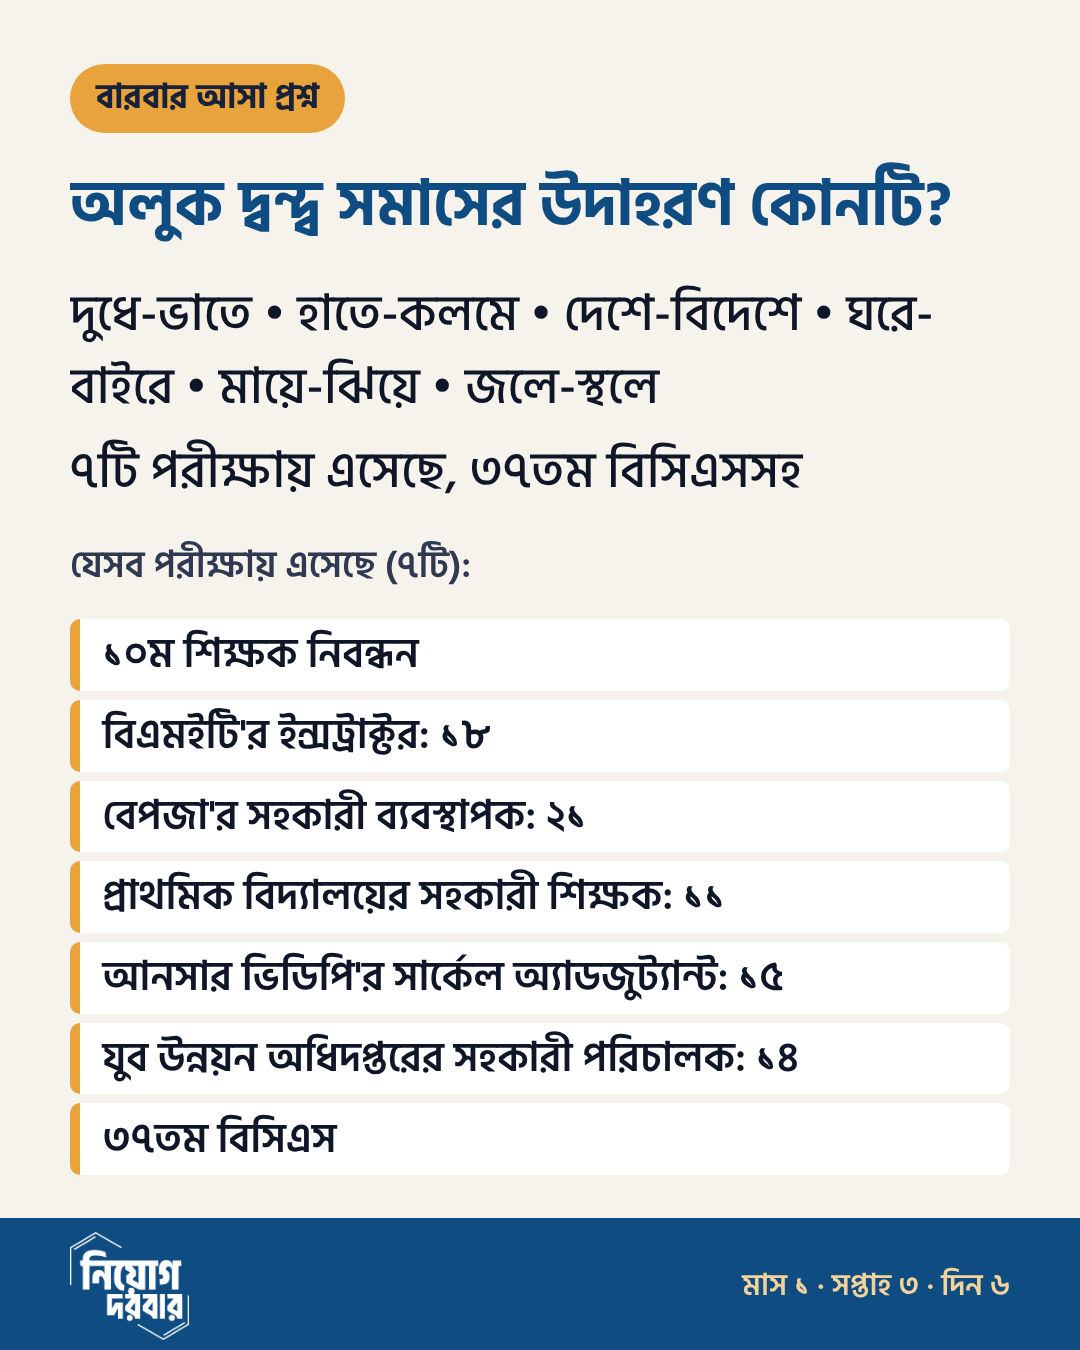 বারবার আসা প্রশ্ন
অলুক দ্বন্দ্ব সমাসের উদাহরণ কোনটি?
দুধে-ভাতে • হাতে-কলমে • দেশে-বিদেশে • ঘরে-
বাইরে • মায়ে-ঝিয়ে • জলে-স্থলে
৭টি পরীক্ষায় এসেছে, ৩৭তম বিসিএসসহ
যেসব পরীক্ষায় এসেছে (৭টি):
১০ম শিক্ষক নিবন্ধন
বিএমইটি'র ইন্সট্রাক্টর: ১৮
বেপজা'র সহকারী ব্যবস্থাপক: ২১
প্রাথমিক বিদ্যালয়ের সহকারী শিক্ষক: ১১
আনসার ভিডিপি'র সার্কেল অ্যাডজুট্যান্ট: ১৫
যুব উন্নয়ন অধিদপ্তরের সহকারী পরিচালক: ১৪
৩৭তম বিসিএস
নিয়োগ
দরবার
মাস ১ · সপ্তাহ ৩ · দিন ৬